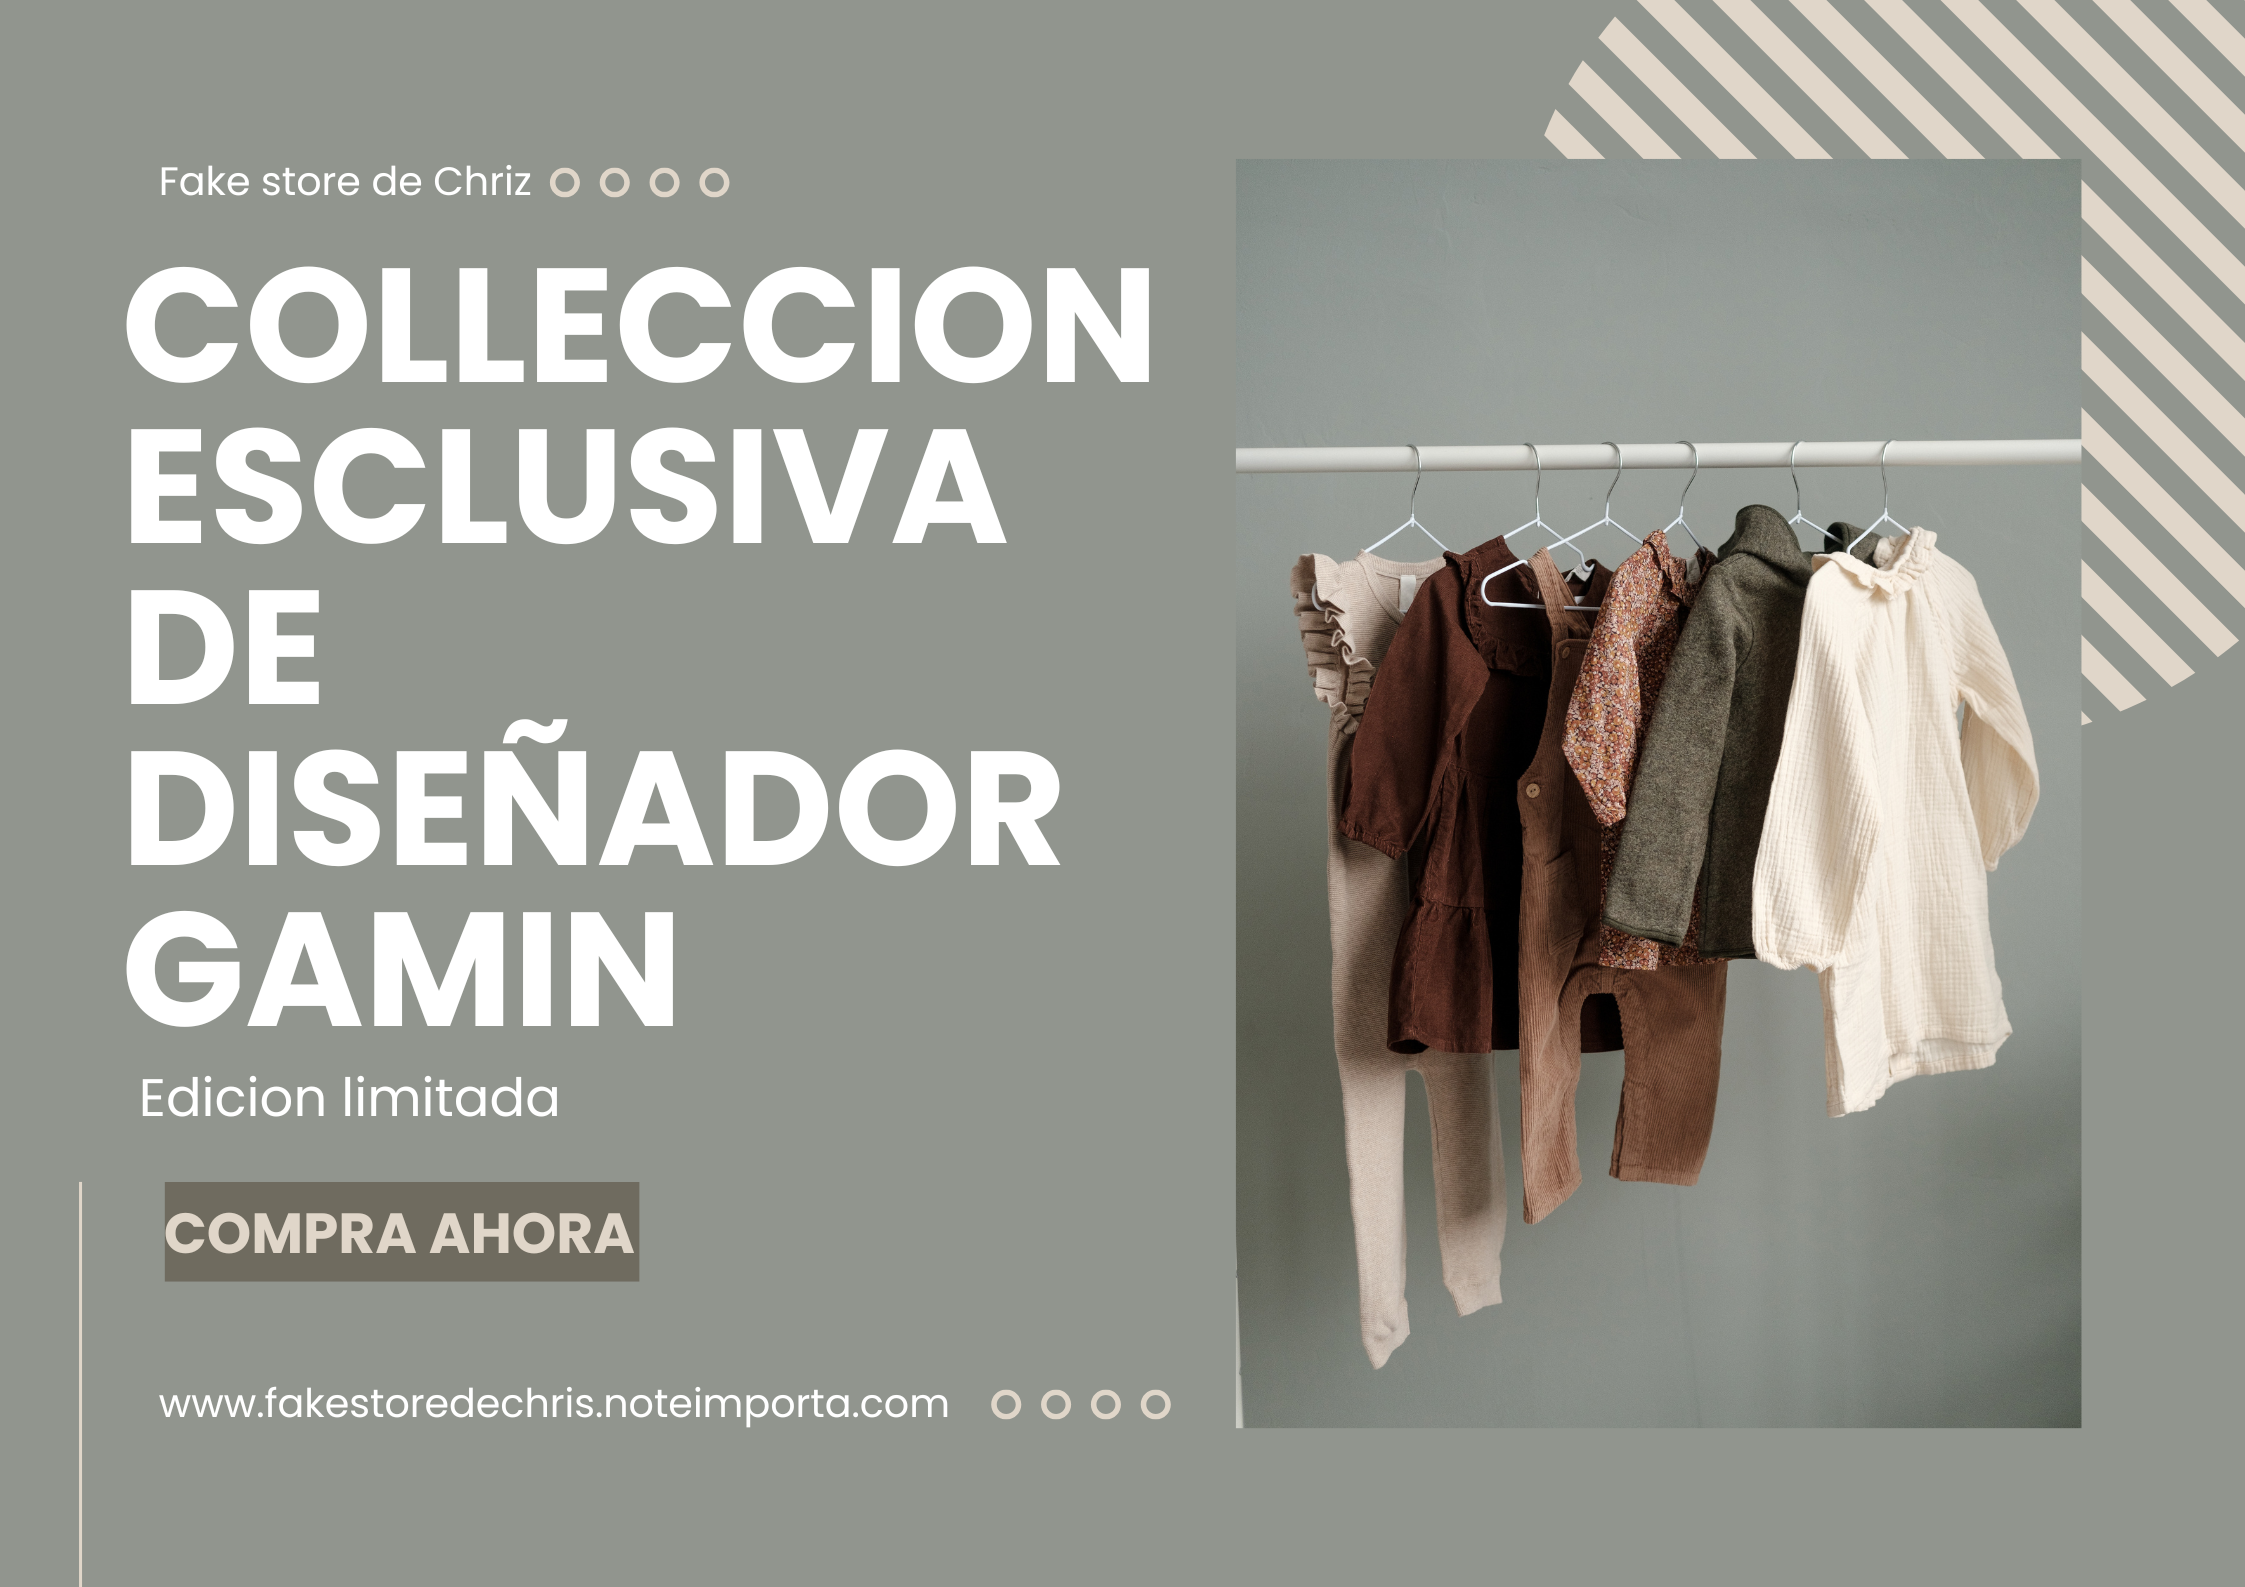 Fake store de Chriz
COLLECCION
ESCLUSIVA
DE
DISEÑADOR
GAMIN
Edicion limitada
COMPRA AHORA
www.fakestoredechris.noteimporta.com